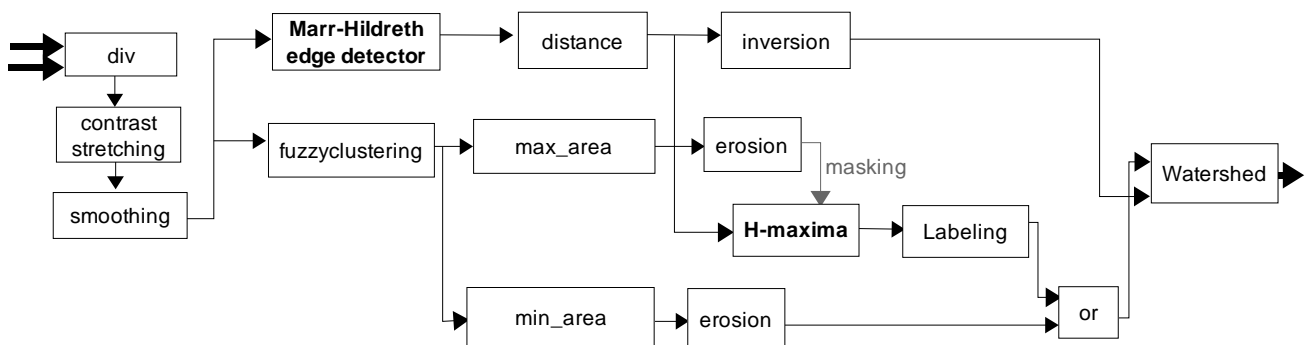 div
contrast
stretching
smoothing
Marr-Hildreth
edge detector
distance
inversion
fuzzyclustering
max_area
erosion
masking
H-maxima
Labeling
min_area
erosion
or
Watershed